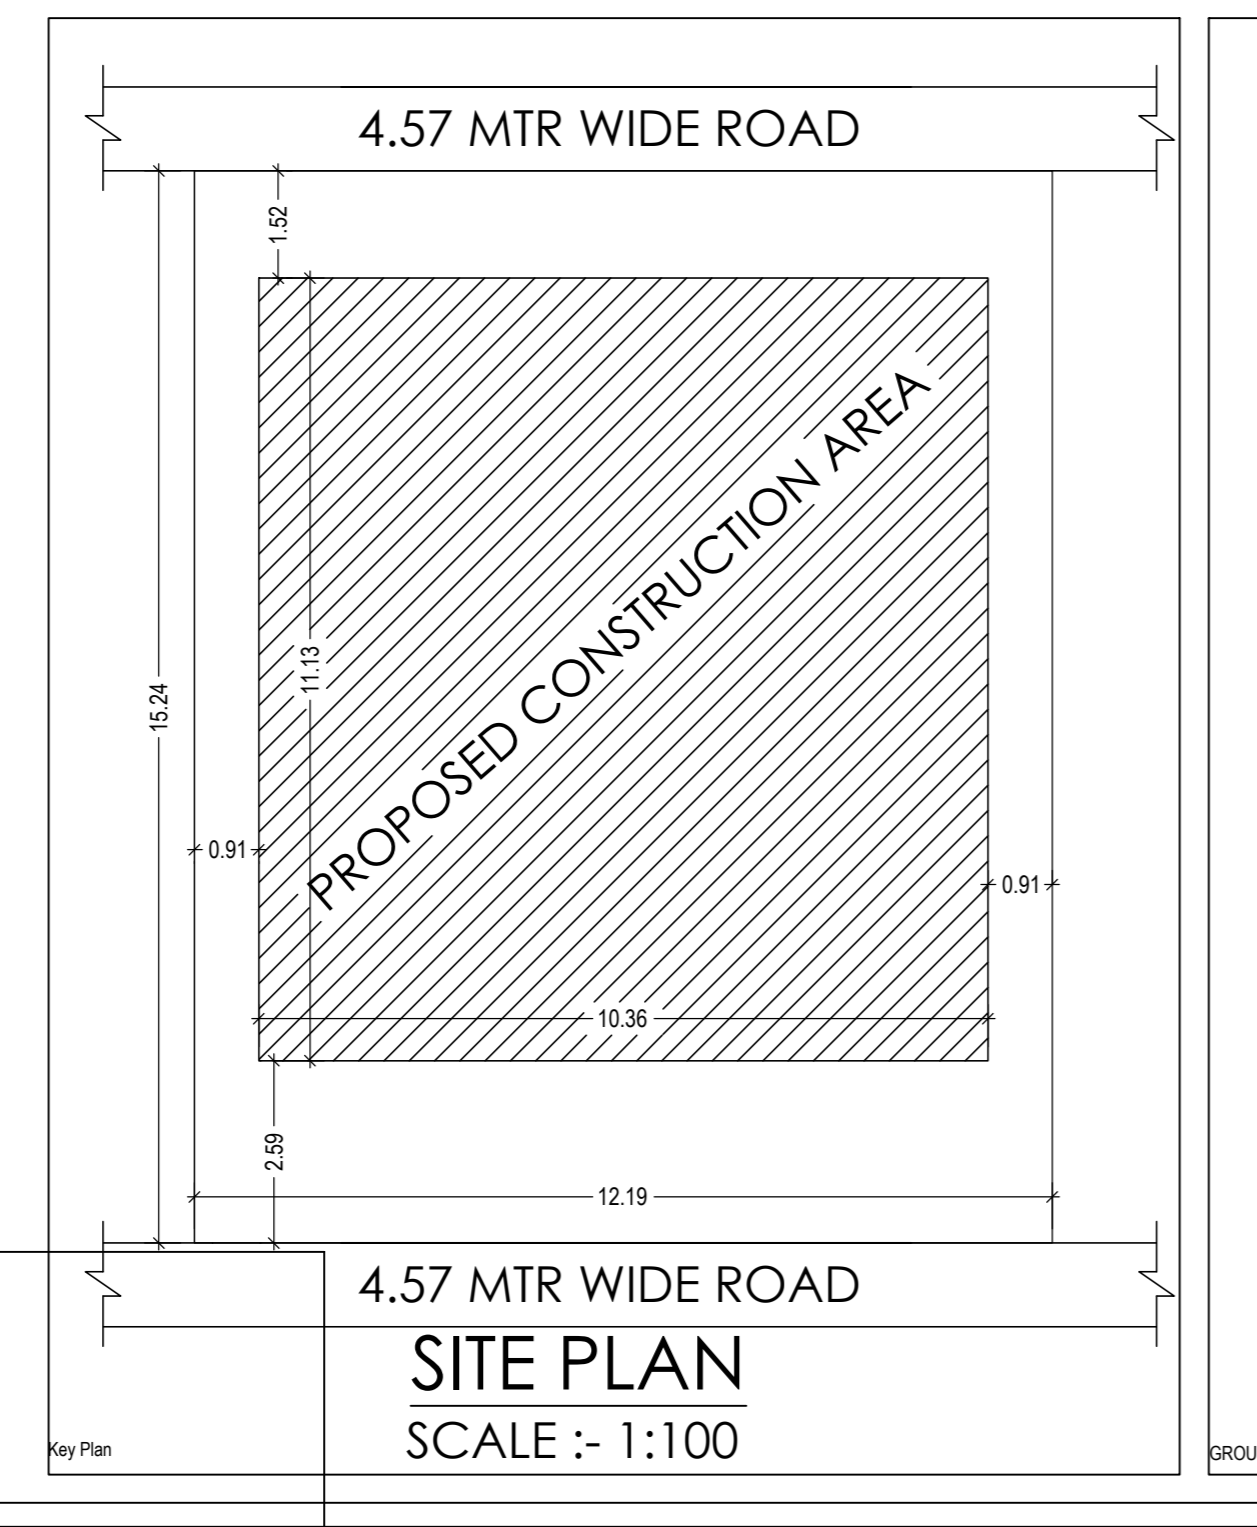 4.57 MTR WIDE ROAD
1.52
PROPOSED CONSTRUCTION AREA
11.13
15.24
0.91
0.91
10.36
2.59
12.19
4.57 MTR WIDE ROAD
SITE PLAN
SCALE :- 1:100
Key Plan
GROU